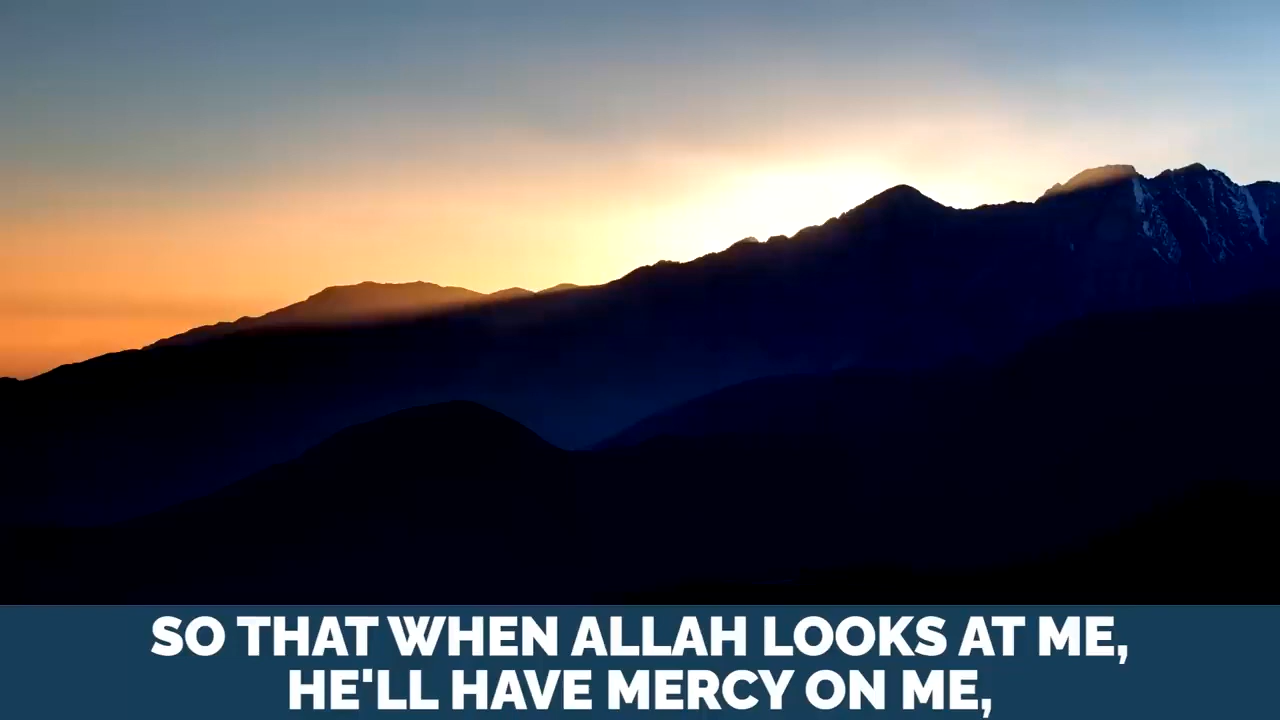 SO THAT WHEN ALLAH LOOKS AT ME,
HE'LL HAVE MERCY ON ME,